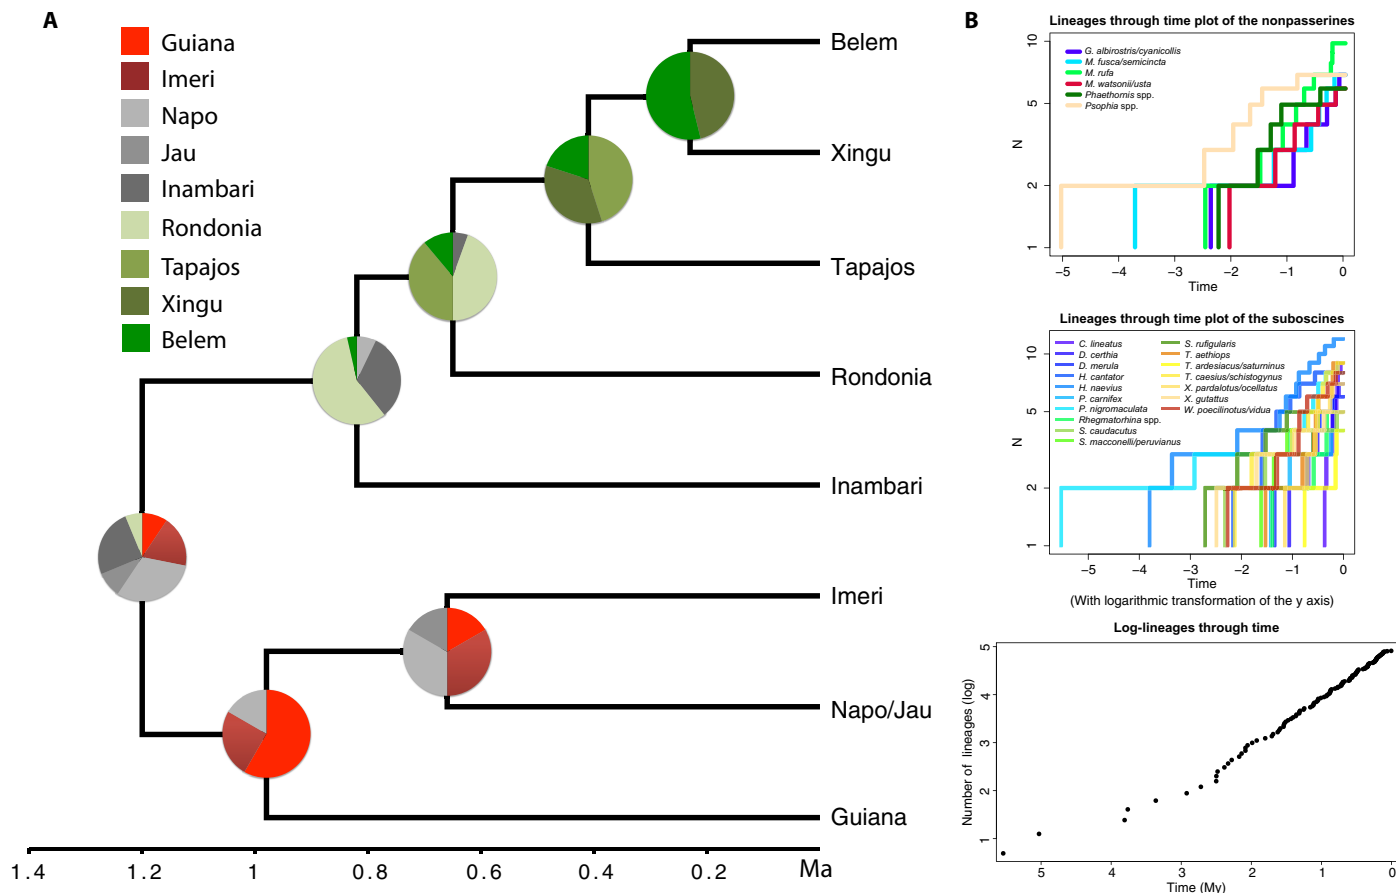 A
Guiana
Imeri
Napo
Jau
Inambari
Rondonia
Tapajos
Xingu
Belem
Belem
Xingu
Tapajos
Rondonia
Inambari
Imeri
Napo/Jau
Guiana
1.4 1.2 1 0.8 0.6 0.4 0.2 Ma
B
Lineages through time plot of the nonpasserines
G. albirostris/cyanicollis
M. fusca/semicincta
M. rufa
M. watsonii/usta
Phaethornis spp.
Psophia spp.
N
10
5
2
1
−5 −4 −3 −2 −1 0
Time
Lineages through time plot of the suboscines
C. lineatus
D. certhia
D. merula
H. cantator
H. naevius
P. carnifex
P. nigromaculata
Rhegmatorhina spp.
S. caudacutus
S. macconelli/peruvianus
S. rufigularis
T. aethiops
T. ardesiacus/saturninus
T. caesius/schistogynus
X. pardalotus/ocellatus
X. guttatus
W. poecilinotus/vidua
N
10
5
2
1
−5 −4 −3 −2 −1 0
Time
(With logarithmic transformation of the y axis)
Log-lineages through time
Number of lineages (log)
5
4
3
2
1
5 4 3 2 1 0
Time (My)